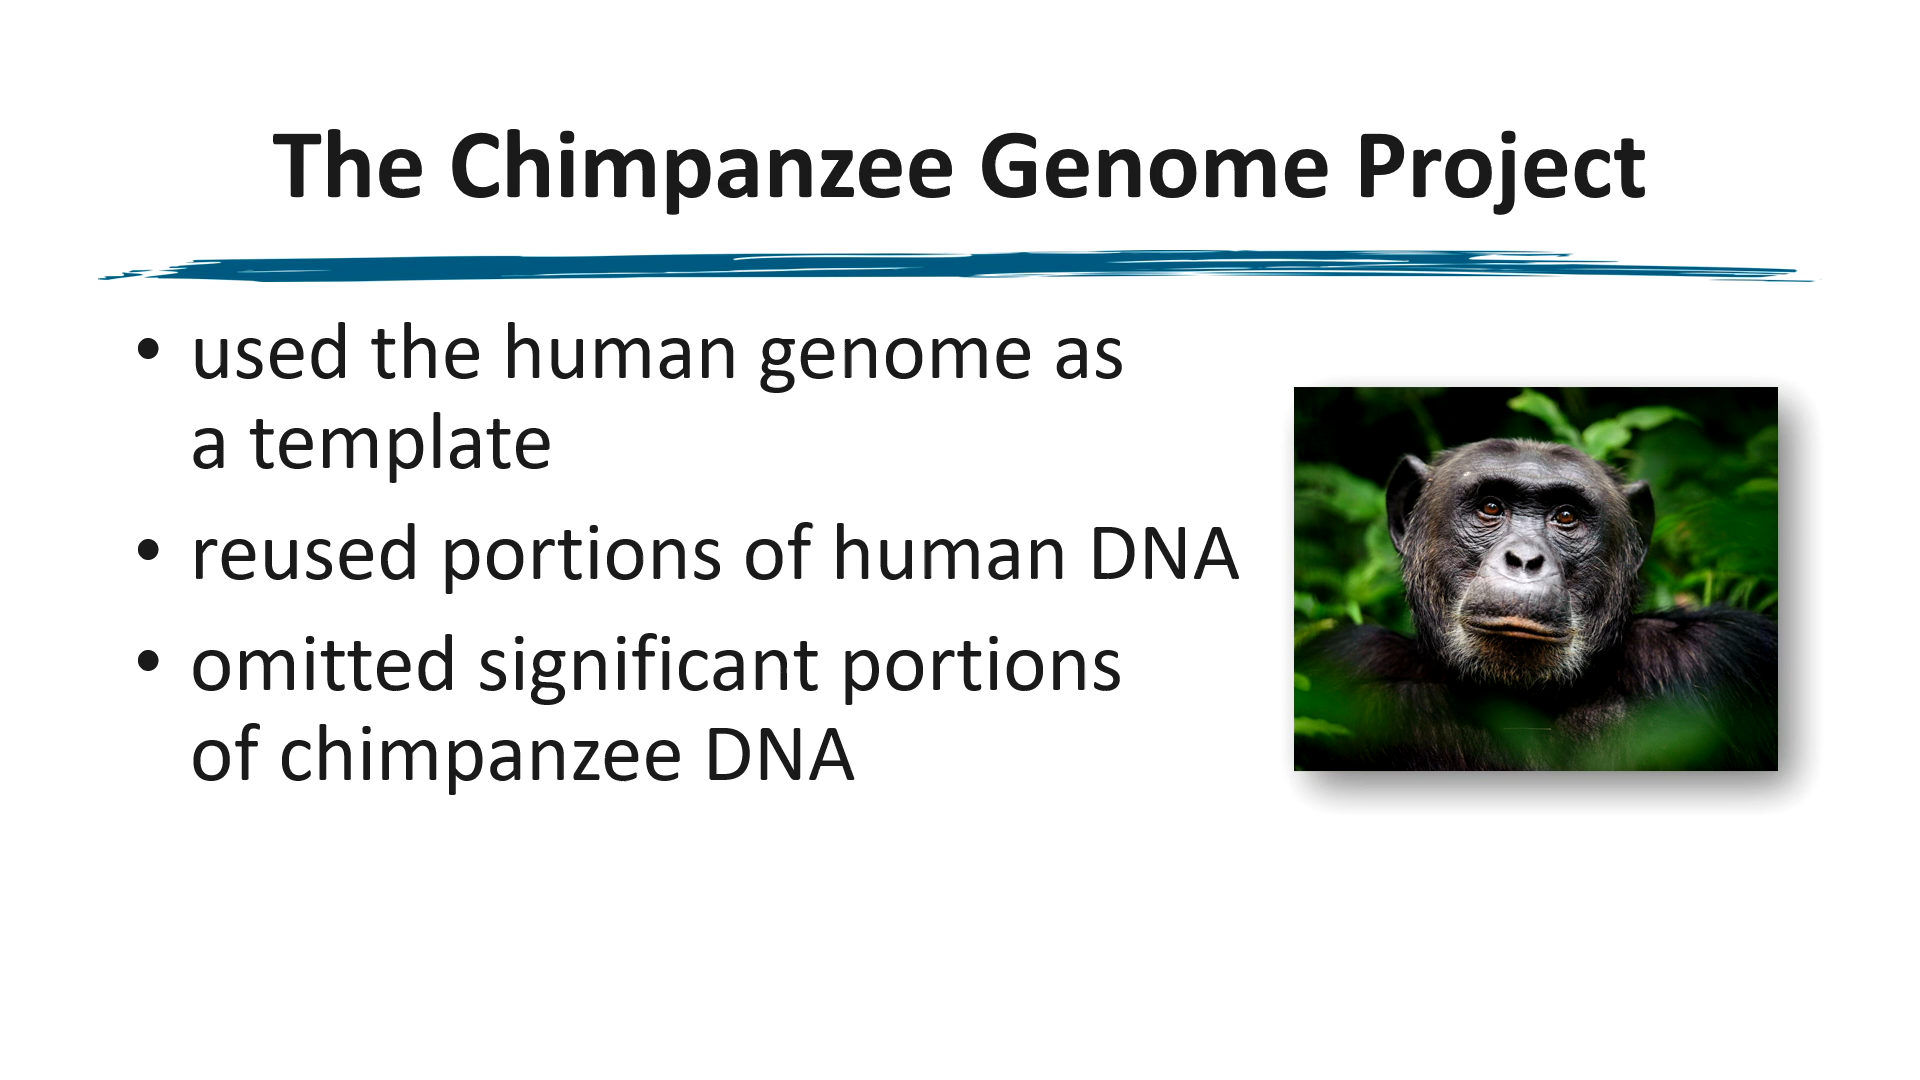 The Chimpanzee Genome Project
• used the human genome as
a template
• reused portions of human DNA
• omitted significant portions
of chimpanzee DNA